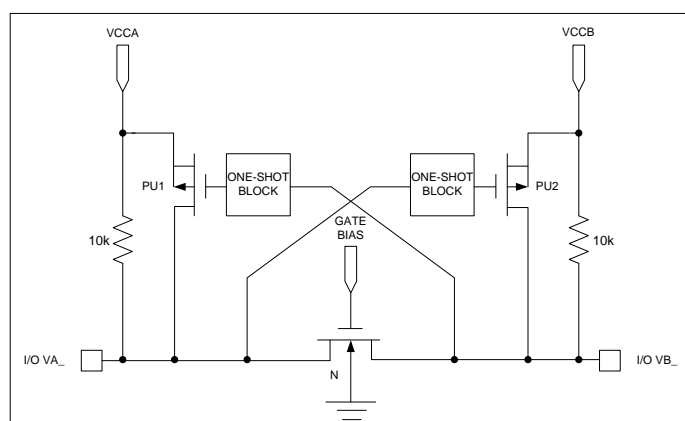 VCCA
VCCB
PU1
ONE-SHOT
BLOCK
ONE-SHOT
BLOCK
PU2
GATE
BIAS
10k
10k
I/O VA_
N
I/O VB_